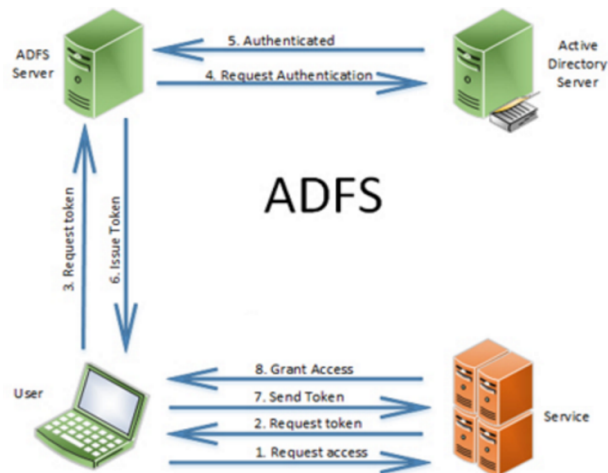 ADFS
Server
5. Authenticated
4. Request Authentication
Active
Directory
Server
3. Request token
6. Issue Token
ADFS
User
8. Grant Access
7. Send Token
2. Request token
1. Request access
Service